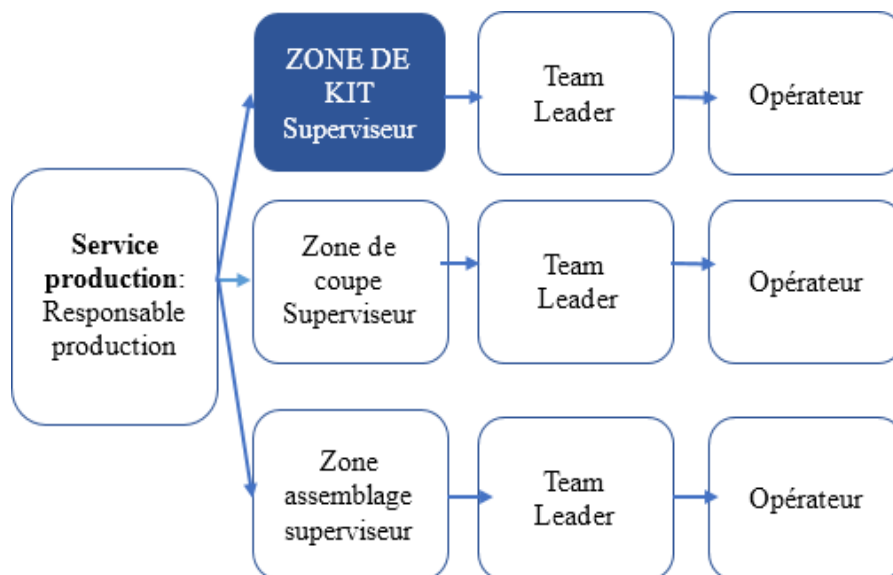 ZONE DE
KIT
Superviseur
Team
Leader
Opérateur
Service
production:
Responsable
production
Zone de
coupe
Superviseur
Team
Leader
Opérateur
Zone
assemblage
superviseur
Team
Leader
Opérateur